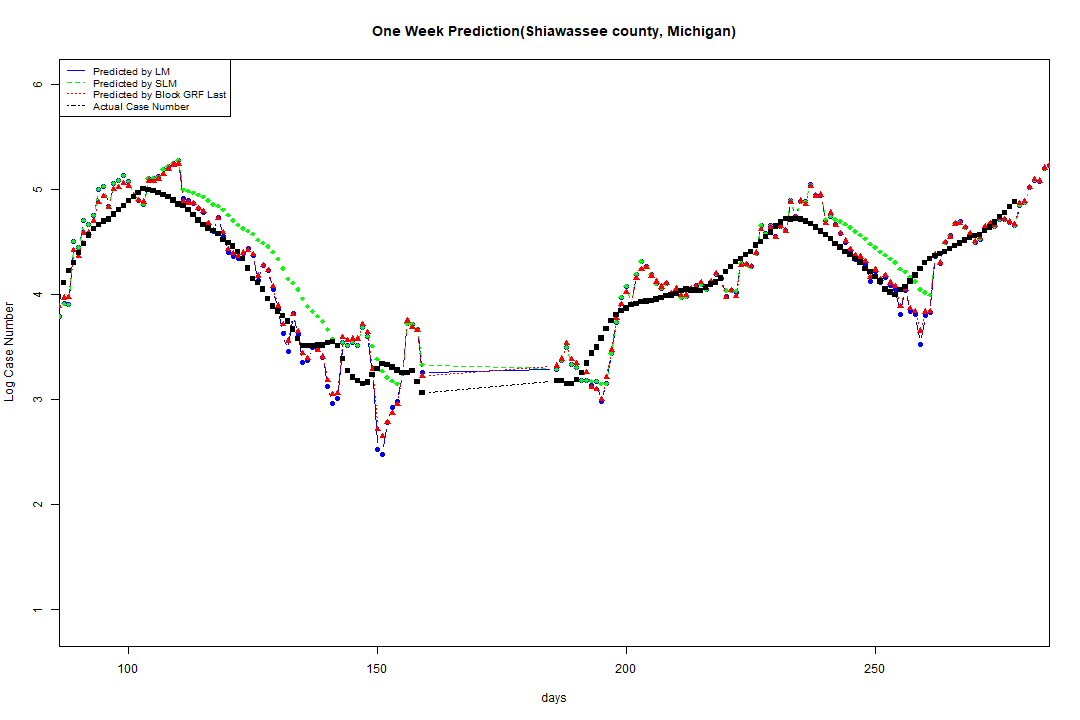 One Week Prediction(Shiawassee county, Michigan)
Predicted by LM
Predicted by SLM
Predicted by Block GRF Last
Actual Case Number
6
5
4
3
2
1
Log Case Number
100 150 200 250
days